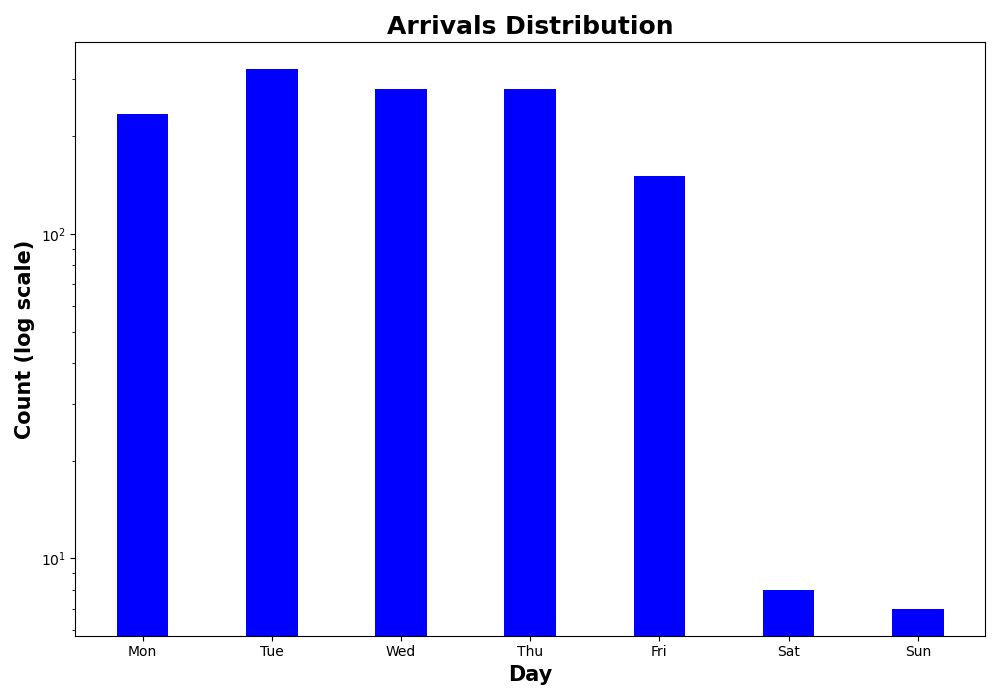 Arrivals Distribution
Count (log scale)
10²
10¹
Mon Tue Wed Thu Fri Sat Sun
Day